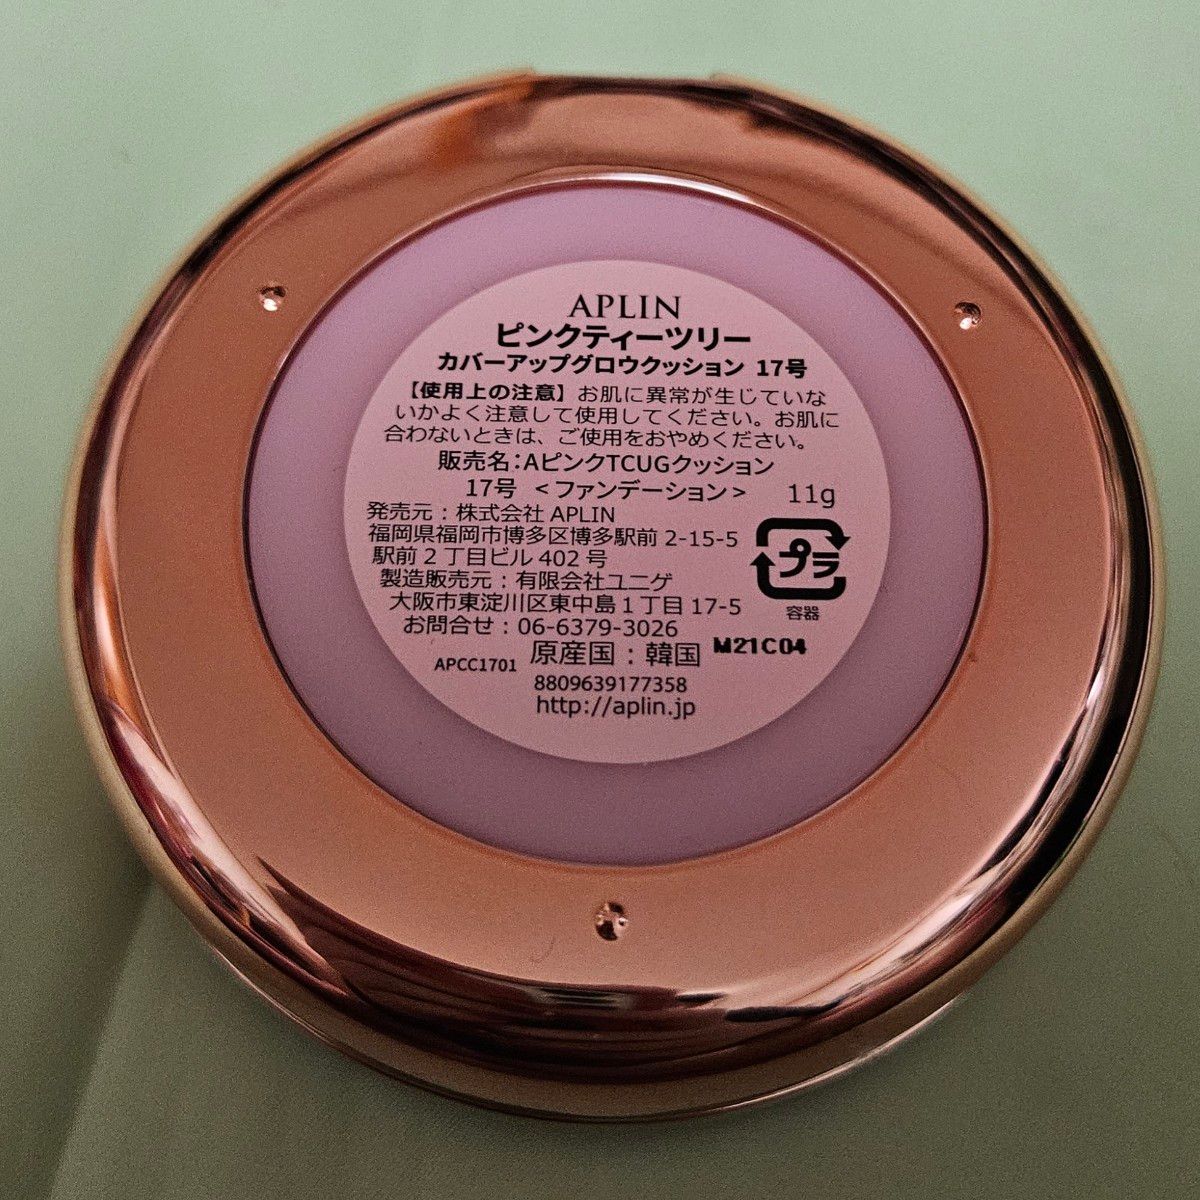 APLIN
ピンクティーツリー
カバーアップグロウクッション 17号
【使用上の注意】お肌に異常が生じていな
いかよく注意して使用してください。お肌に
合わないときは、ご使用をおやめください。
販売名：AピンクTCUGクッション
17号 <ファンデーション> 11g
発売元：株式会社 APLIN
福岡県福岡市博多区博多駅前 2-15-5
駅前２丁目ビル 402 号
製造販売元：有限会社ユニゲ
大阪市東淀川区東中島１丁目 17-5
お問合せ：06-6379-3026
プラ
容器
APCC1701 原産国：韓国 M21C04
8809639177358
http://aplin.jp